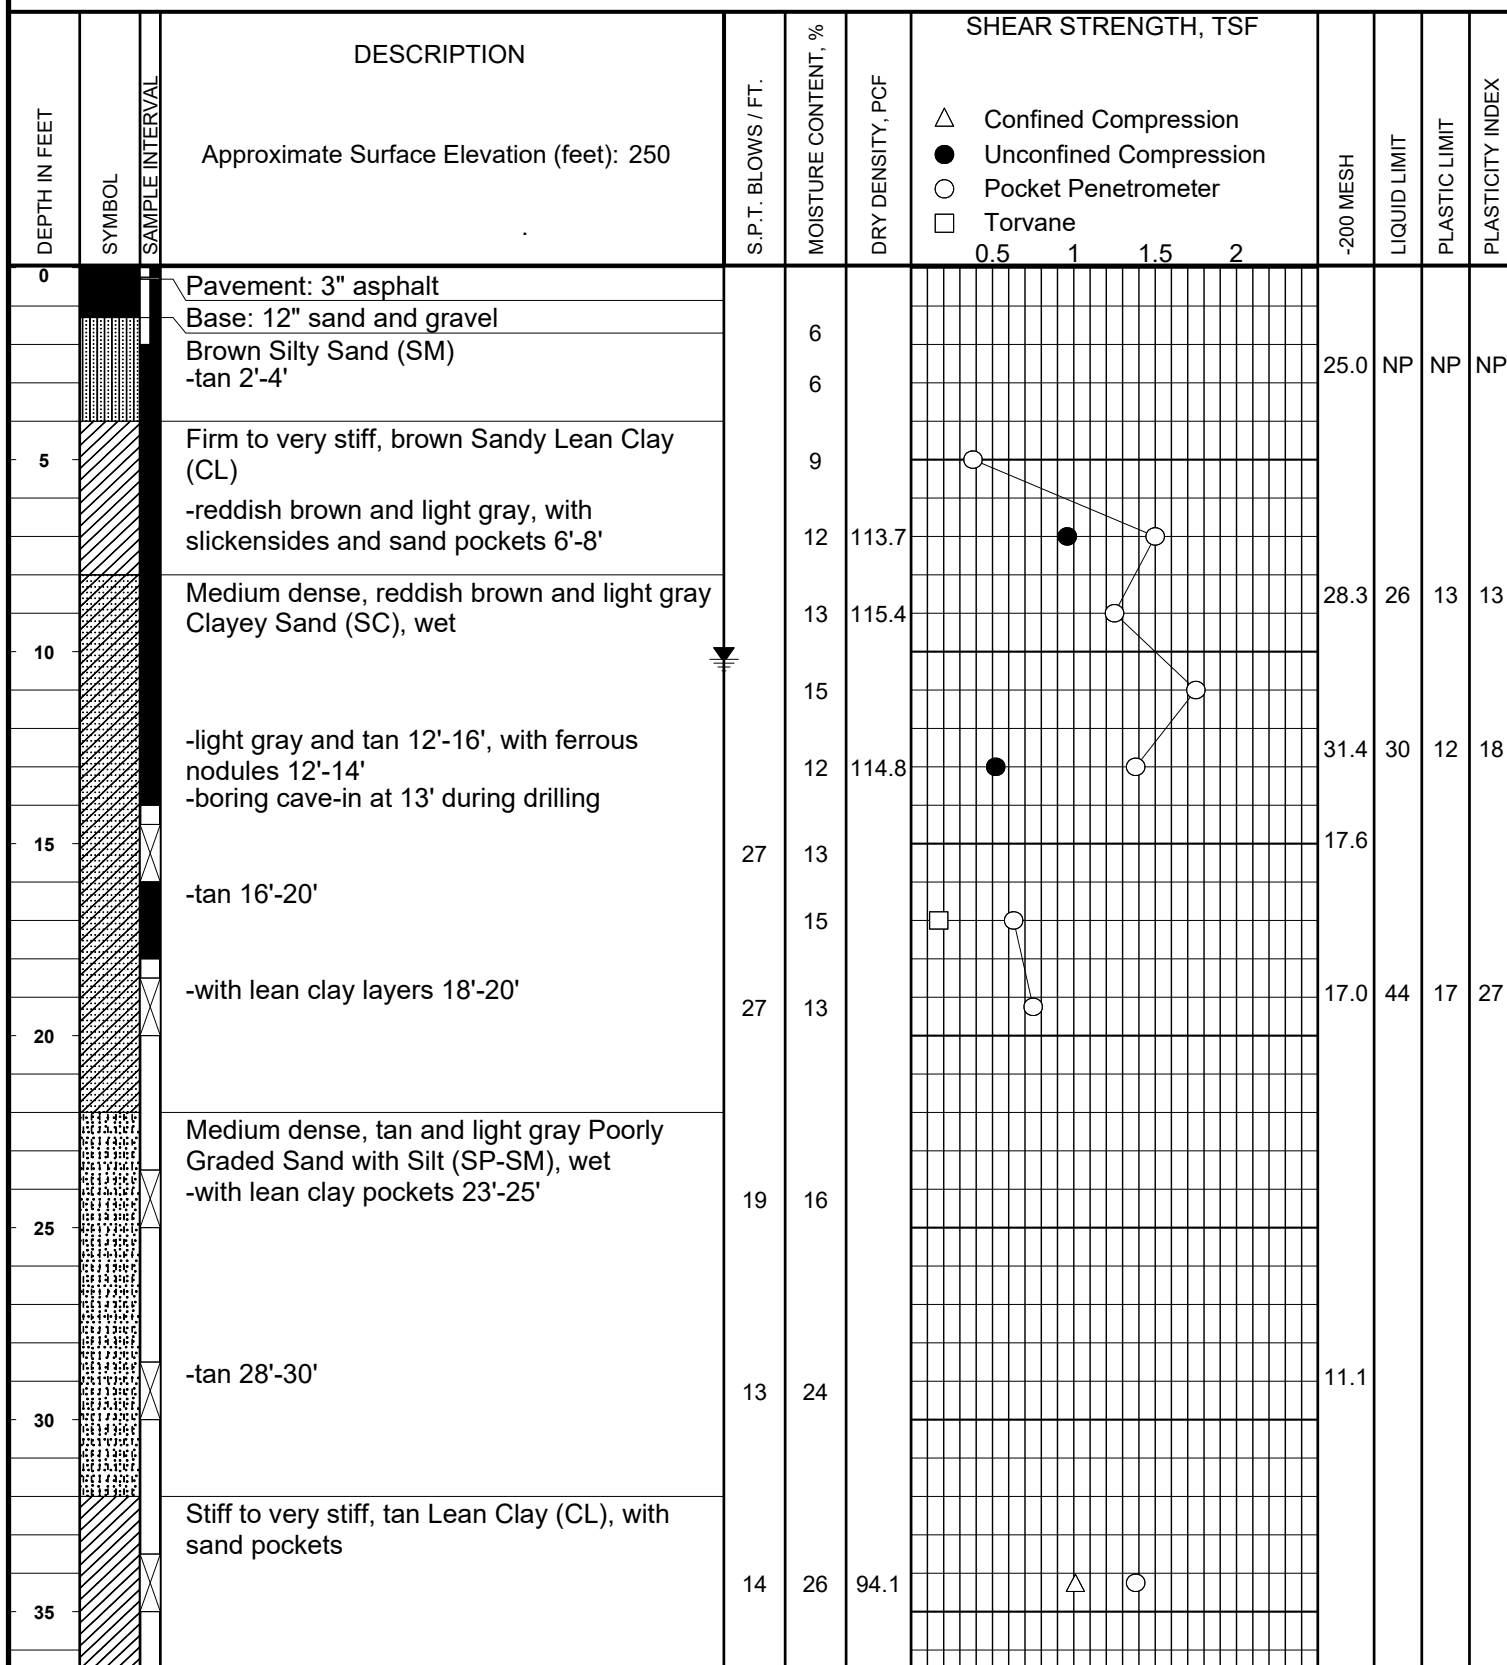 DEPTH IN FEET
SYMBOL
SAMPLE INTERVAL
DESCRIPTION
Approximate Surface Elevation (feet): 250
.
S.P.T. BLOWS / FT.
MOISTURE CONTENT, %
DRY DENSITY, PCF
SHEAR STRENGTH, TSF
Confined Compression
Unconfined Compression
Pocket Penetrometer
Torvane
0.5 1 1.5 2
-200 MESH
LIQUID LIMIT
PLASTIC LIMIT
PLASTICITY INDEX
0
Pavement: 3" asphalt
Base: 12" sand and gravel
6
Brown Silty Sand (SM)
25.0 NP NP NP
-tan 2'-4'
6
Firm to very stiff, brown Sandy Lean Clay
5 9
(CL)
-reddish brown and light gray, with
slickensides and sand pockets 6'-8'
12 113.7
Medium dense, reddish brown and light gray
28.3 26 13 13
Clayey Sand (SC), wet
13 115.4
10
15
-light gray and tan 12'-16', with ferrous
31.4 30 12 18
nodules 12'-14'
12 114.8
-boring cave-in at 13' during drilling
15 17.6
27 13
-tan 16'-20'
15
-with lean clay layers 18'-20'
17.0 44 17 27
27 13
20
Medium dense, tan and light gray Poorly
Graded Sand with Silt (SP-SM), wet
-with lean clay pockets 23'-25'
19 16
25
-tan 28'-30'
11.1
13 24
30
Stiff to very stiff, tan Lean Clay (CL), with
sand pockets
14 26 94.1
35